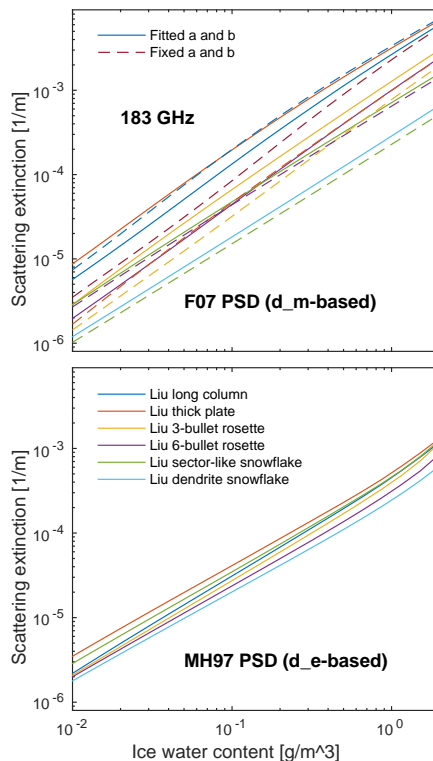 Fitted a and b
Fixed a and b
183 GHz
10^-3
10^-4
10^-5
10^-6
Scattering extinction [1/m]
F07 PSD (d_m-based)
Liu long column
Liu thick plate
Liu 3-bullet rosette
Liu 6-bullet rosette
Liu sector-like snowflake
Liu dendrite snowflake
10^-3
10^-4
10^-5
10^-6
Scattering extinction [1/m]
MH97 PSD (d_e-based)
10^-2 10^-1 10^0
Ice water content [g/m^3]